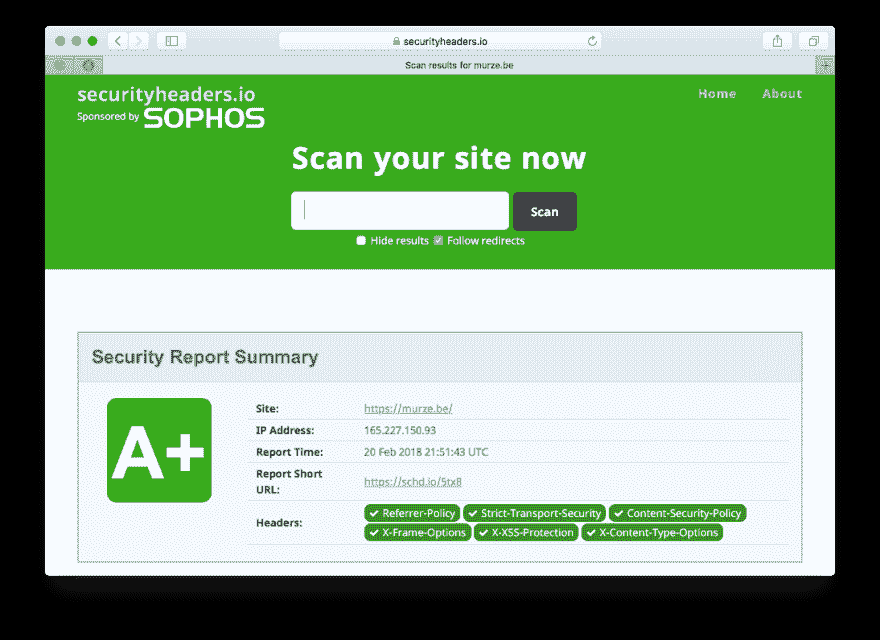 securityheaders.io
Scan results for murze.be
securityheaders.io
Home About
Sponsored by SOPHOS
Scan your site now
Scan
Hide results Follow redirects
Security Report Summary
A+
Site: https://murze.be/
IP Address: 165.227.150.93
Report Time: 20 Feb 2018 21:51:43 UTC
Report Short
URL: https://schd.io/5tx8
Headers:
Referrer-Policy Strict-Transport-Security Content-Security-Policy
X-Frame-Options X-XSS-Protection X-Content-Type-Options